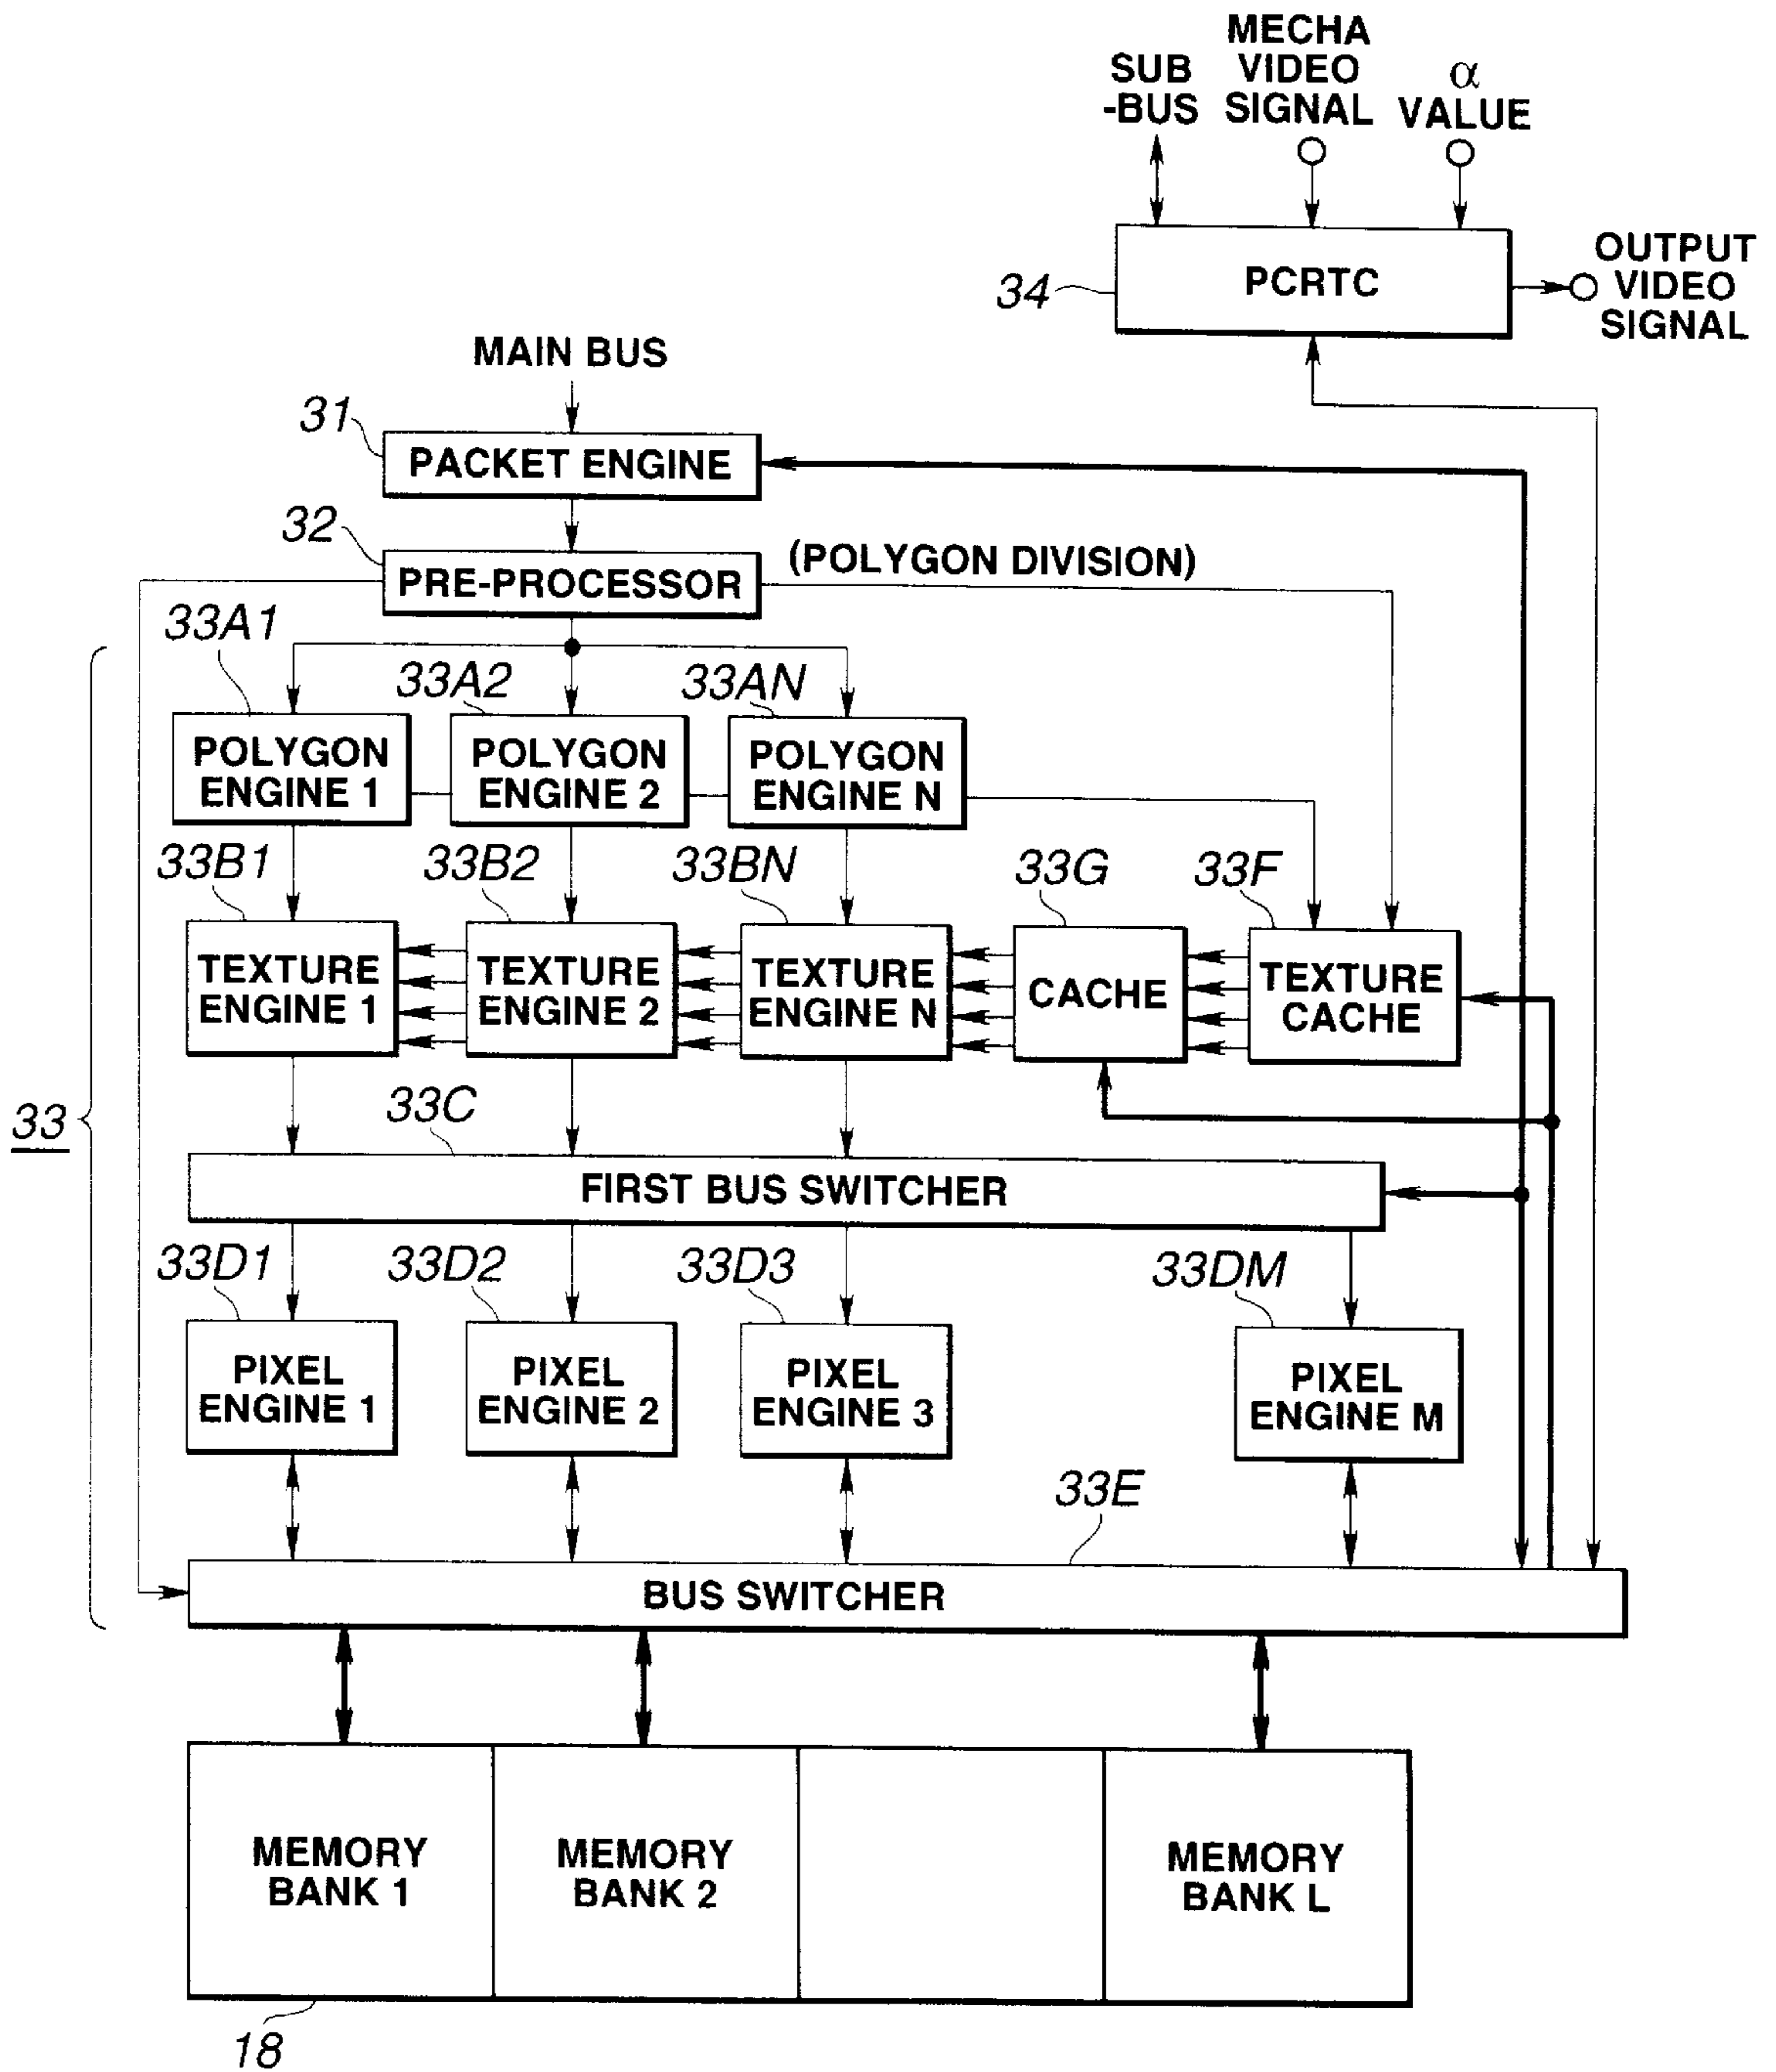 SUB
-BUS
MECHA
VIDEO
SIGNAL
α
VALUE
34
PCRTC
OUTPUT
VIDEO
SIGNAL
MAIN BUS
31
PACKET ENGINE
32
PRE-PROCESSOR
(POLYGON DIVISION)
33
33A1
33A2
33AN
POLYGON
ENGINE 1
POLYGON
ENGINE 2
POLYGON
ENGINE N
33B1
33B2
33BN
33G
33F
TEXTURE
ENGINE 1
TEXTURE
ENGINE 2
TEXTURE
ENGINE N
CACHE
TEXTURE
CACHE
33C
FIRST BUS SWITCHER
33D1
33D2
33D3
33DM
PIXEL
ENGINE 1
PIXEL
ENGINE 2
PIXEL
ENGINE 3
PIXEL
ENGINE M
33E
BUS SWITCHER
MEMORY
BANK 1
MEMORY
BANK 2
MEMORY
BANK L
18